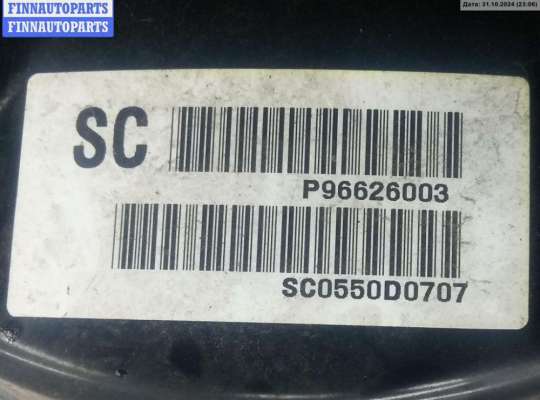 FINNAUTOPARTS
FINNAUTOPARTS
Дата: 31.10.2024 (23:06)
SC
P96626003
SC0550D0707